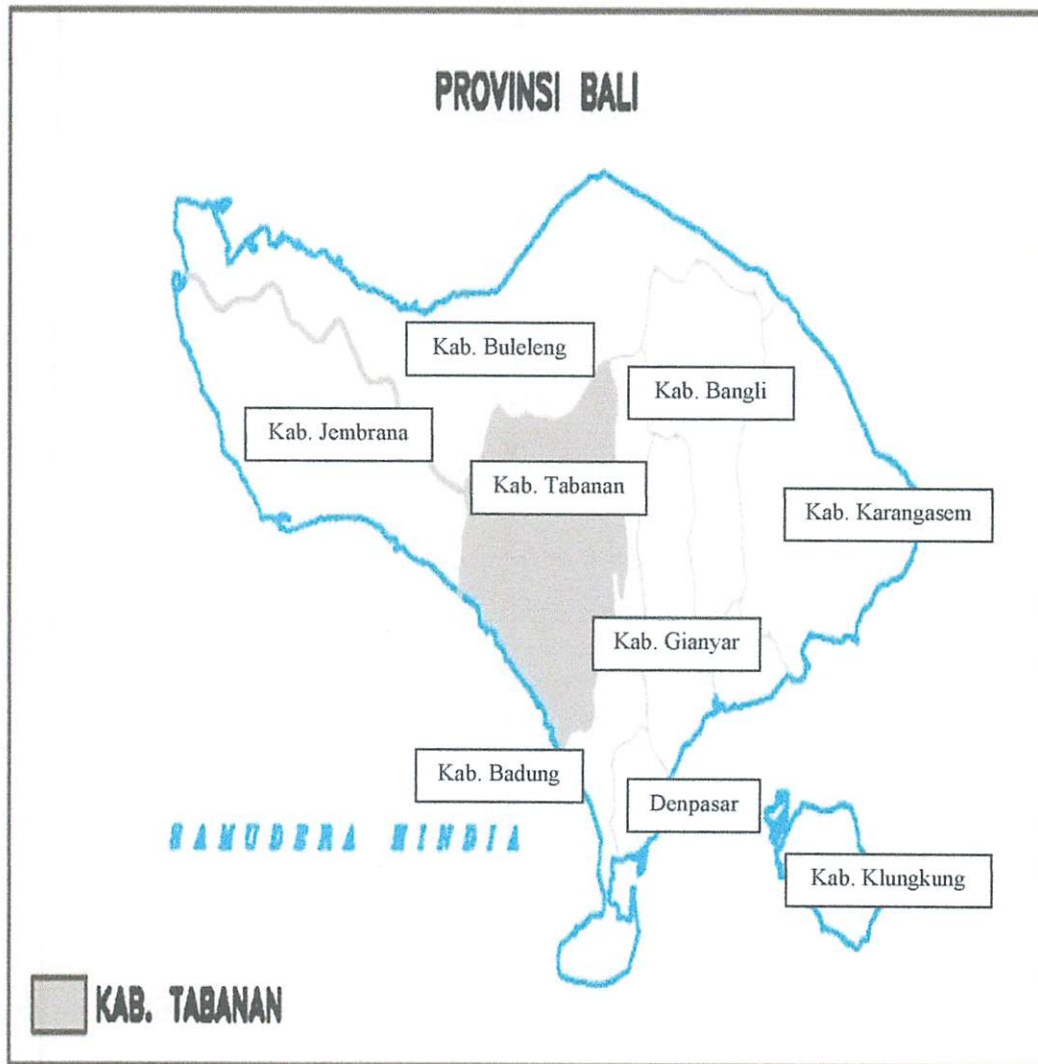 PROVINSI BALI
Kab. Buleleng
Kab. Bangli
Kab. Jembrana
Kab. Tabanan
Kab. Karangasem
Kab. Gianyar
Kab. Badung
Denpasar
SAMUDERA HINDIA
Kab. Klungkung
KAB. TABANAN